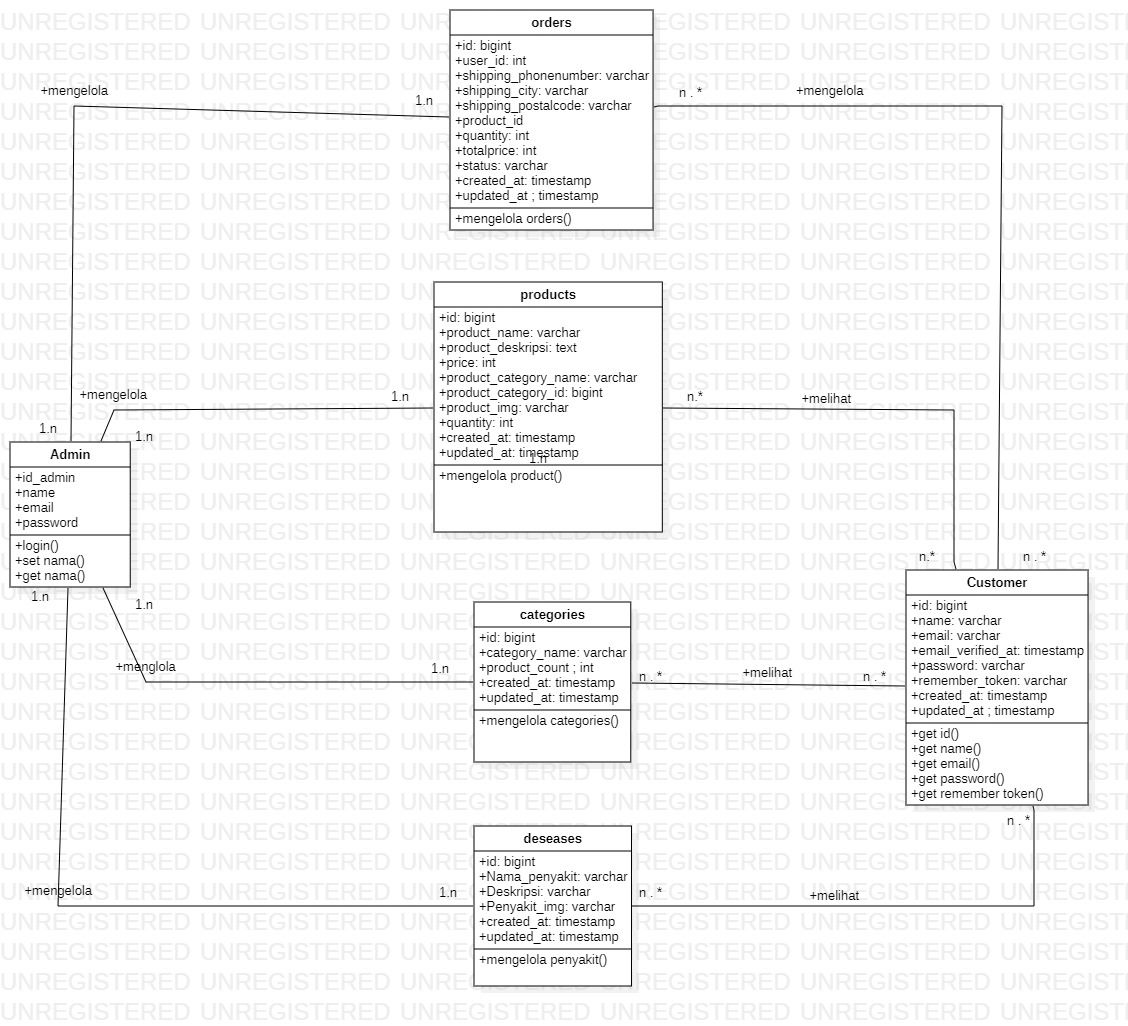 orders
+id: bigint
+user_id: int
+shipping_phonenumber: varchar
+shipping_city: varchar
+shipping_postalcode: varchar
+product_id
+quantity: int
+totalprice: int
+status: varchar
+created_at: timestamp
+updated_at ; timestamp
+mengelola orders()
+mengelola
1.n
n . *
+mengelola
products
+id: bigint
+product_name: varchar
+product_deskripsi: text
+price: int
+product_category_name: varchar
+product_category_id: bigint
+product_img: varchar
+quantity: int
+created_at: timestamp
+updated_at: timestamp
1.n
+mengelola product()
+mengelola
1.n
n.*
+melihat
1.n
1.n
Admin
+id_admin
+name
+email
+password
+login()
+set nama()
+get nama()
1.n
1.n
n.*
n . *
Customer
+id: bigint
+name: varchar
+email: varchar
+email_verified_at: timestamp
+password: varchar
+remember_token: varchar
+created_at: timestamp
+updated_at ; timestamp
+get id()
+get name()
+get email()
+get password()
+get remember token()
categories
+id: bigint
+category_name: varchar
+product_count ; int
+created_at: timestamp
+updated_at: timestamp
+mengelola categories()
+menglola
1.n
n . *
+melihat
n . *
n . *
deseases
+id: bigint
+Nama_penyakit: varchar
+Deskripsi: varchar
+Penyakit_img: varchar
+created_at: timestamp
+updated_at: timestamp
+mengelola penyakit()
+mengelola
1.n
n . *
+melihat
UNREGISTERED